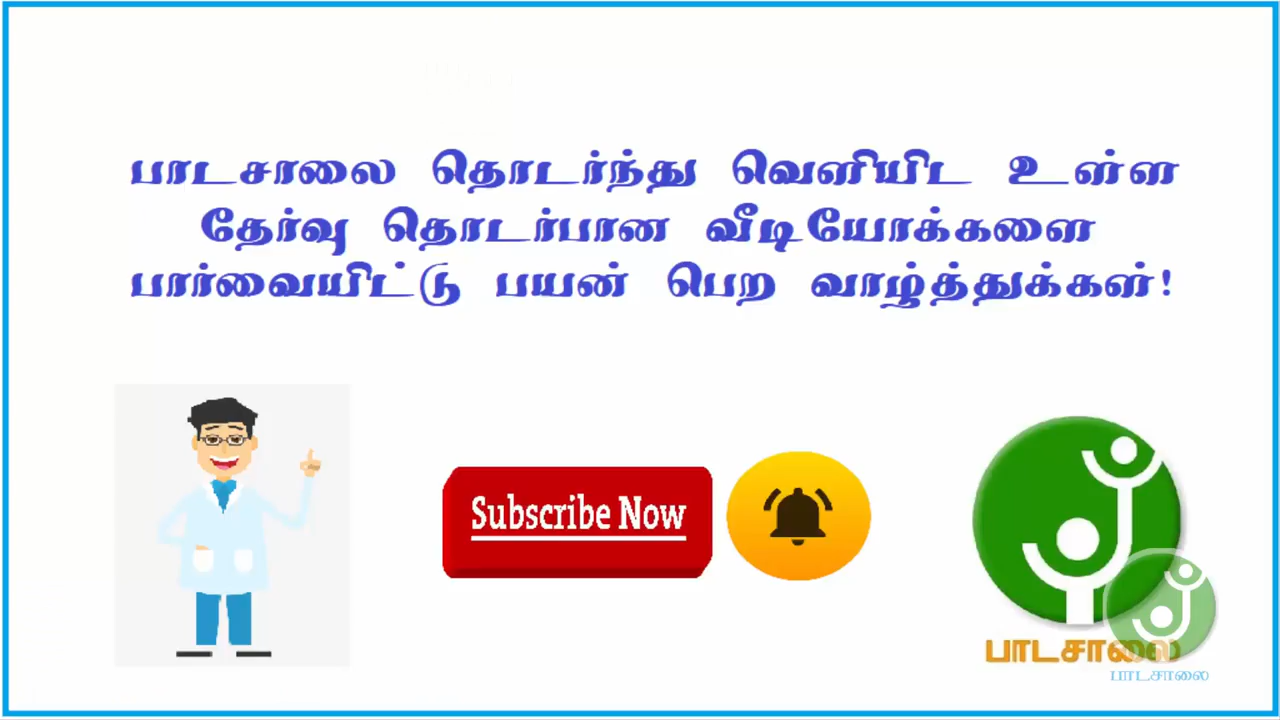 பாடசாலை தொடர்ந்து வெளியிட உள்ள
தேர்வு தொடர்பான வீடியோக்களை
பார்வையிட்டு பயன் பெற வாழ்த்துக்கள்!
Subscribe Now
பாடசாலை
பாடசாலை